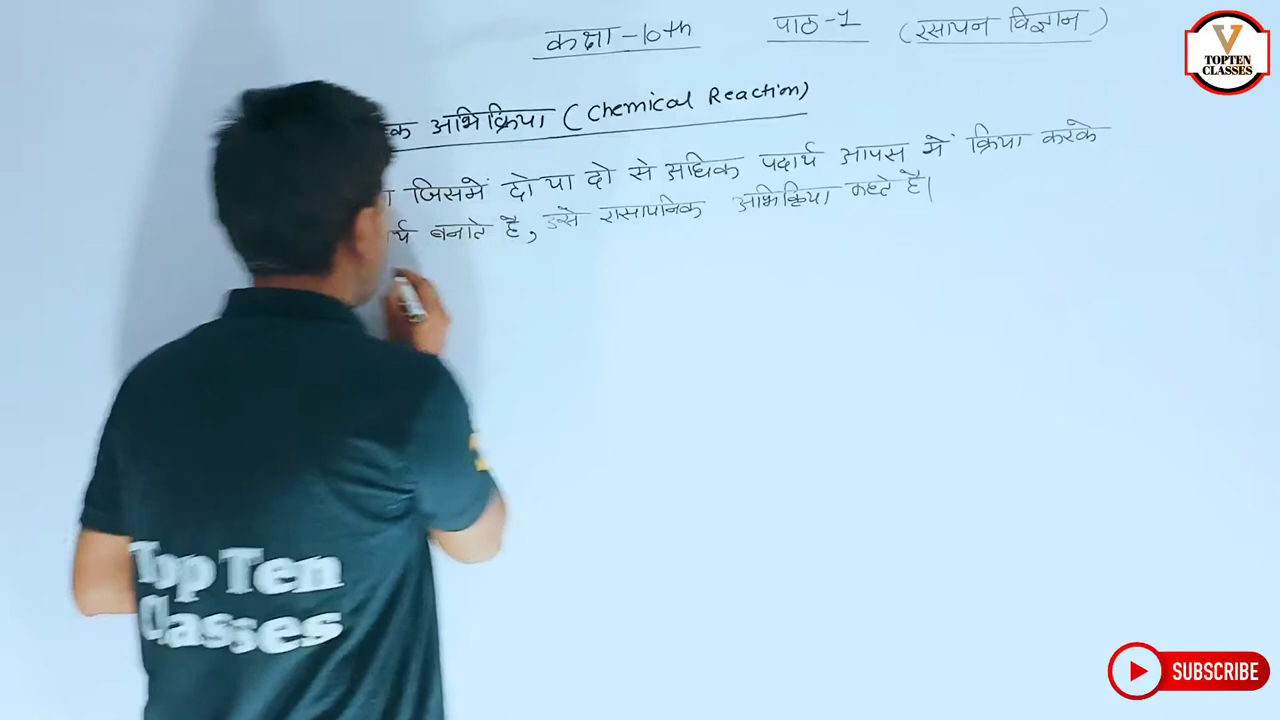 कक्षा-10th पाठ-1 (रसायन विज्ञान)
अभिक्रिया (Chemical Reaction)
जिसमें दो या दो से अधिक पदार्थ आपस में क्रिया करके
बनाते है, उसे रासायनिक अभिक्रिया कहते है।
V
TOPTEN
CLASSES
Top Ten
Classes
SUBSCRIBE